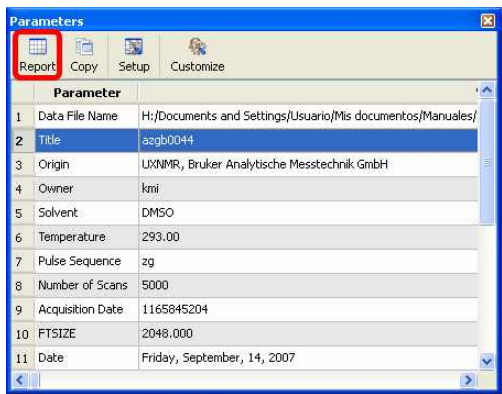 Parameters
Report Copy Setup Customize
Parameter
1 Data File Name H:/Documents and Settings/Usuario/Mis documentos/Manuales/
2 Title azgb0044
3 Origin UXNMR, Bruker Analytische Messtechnik GmbH
4 Owner kmi
5 Solvent DMSO
6 Temperature 293.00
7 Pulse Sequence zg
8 Number of Scans 5000
9 Acquisition Date 1165845204
10 FTSIZE 2048.000
11 Date Friday, September, 14, 2007